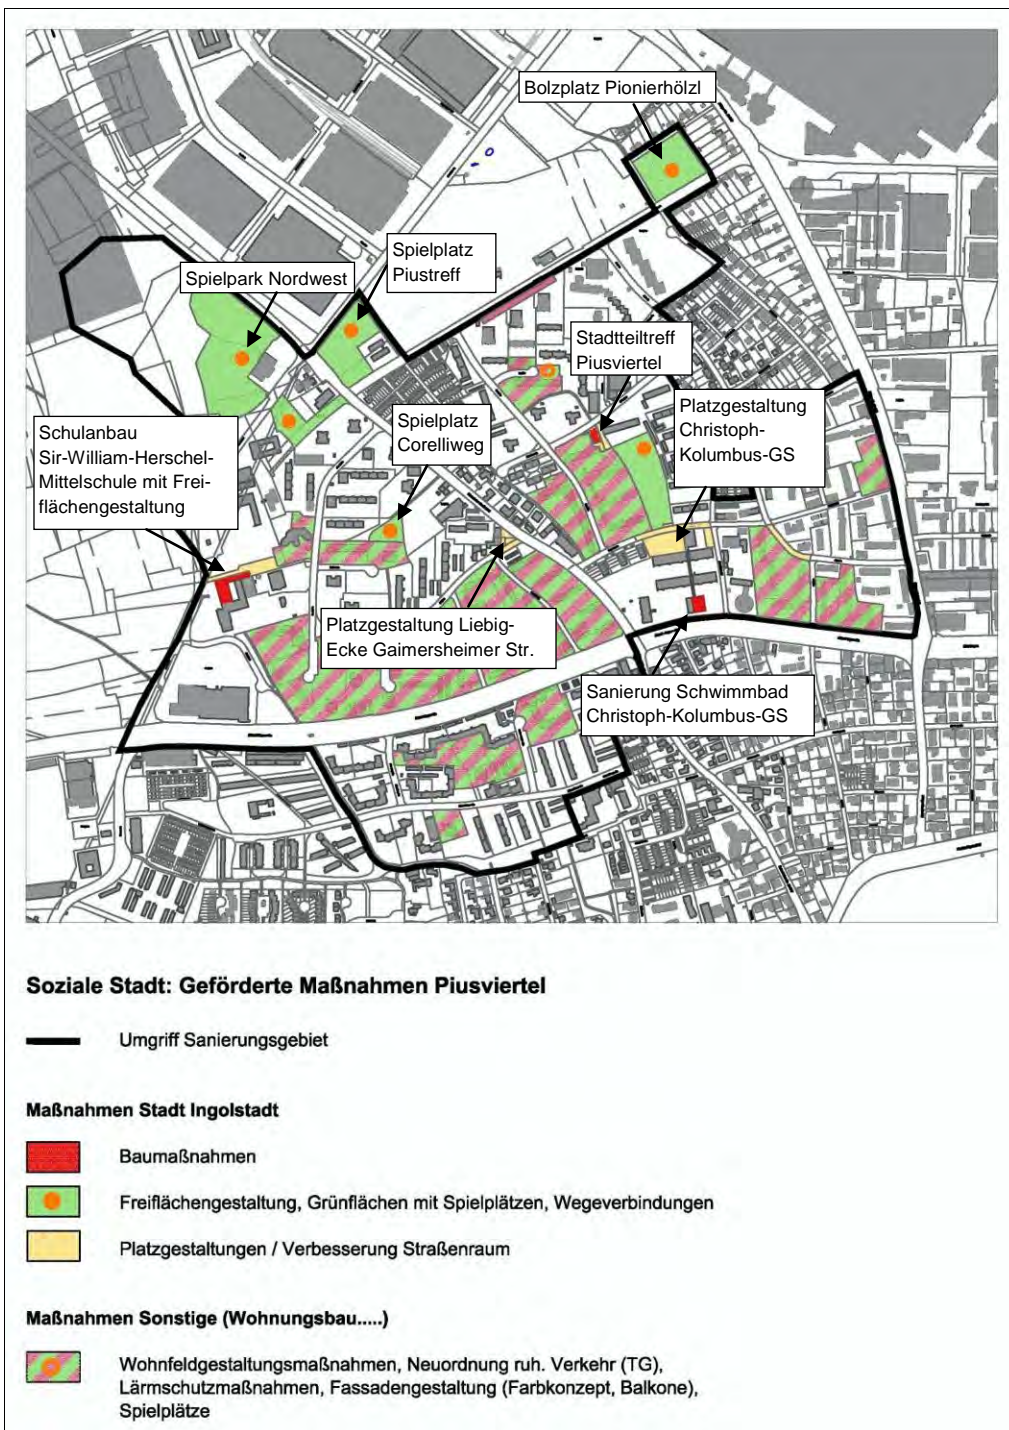 Bolzplatz Pionierhölzl
Spielplatz
Piustreff
Spielpark Nordwest
Stadtteiltreff
Piusviertel
Platzgestaltung
Christoph-
Kolumbus-GS
Spielplatz
Corelliweg
Schulanbau
Sir-William-Herschel-
Mittelschule mit Frei-
flächengestaltung
Platzgestaltung Liebig-
Ecke Gaimersheimer Str.
Sanierung Schwimmbad
Christoph-Kolumbus-GS
Soziale Stadt: Geförderte Maßnahmen Piusviertel
Umgriff Sanierungsgebiet
Maßnahmen Stadt Ingolstadt
Baumaßnahmen
Freiflächengestaltung, Grünflächen mit Spielplätzen, Wegeverbindungen
Platzgestaltungen / Verbesserung Straßenraum
Maßnahmen Sonstige (Wohnungsbau.....)
Wohnfeldgestaltungsmaßnahmen, Neuordnung ruh. Verkehr (TG),
Lärmschutzmaßnahmen, Fassadengestaltung (Farbkonzept, Balkone),
Spielplätze